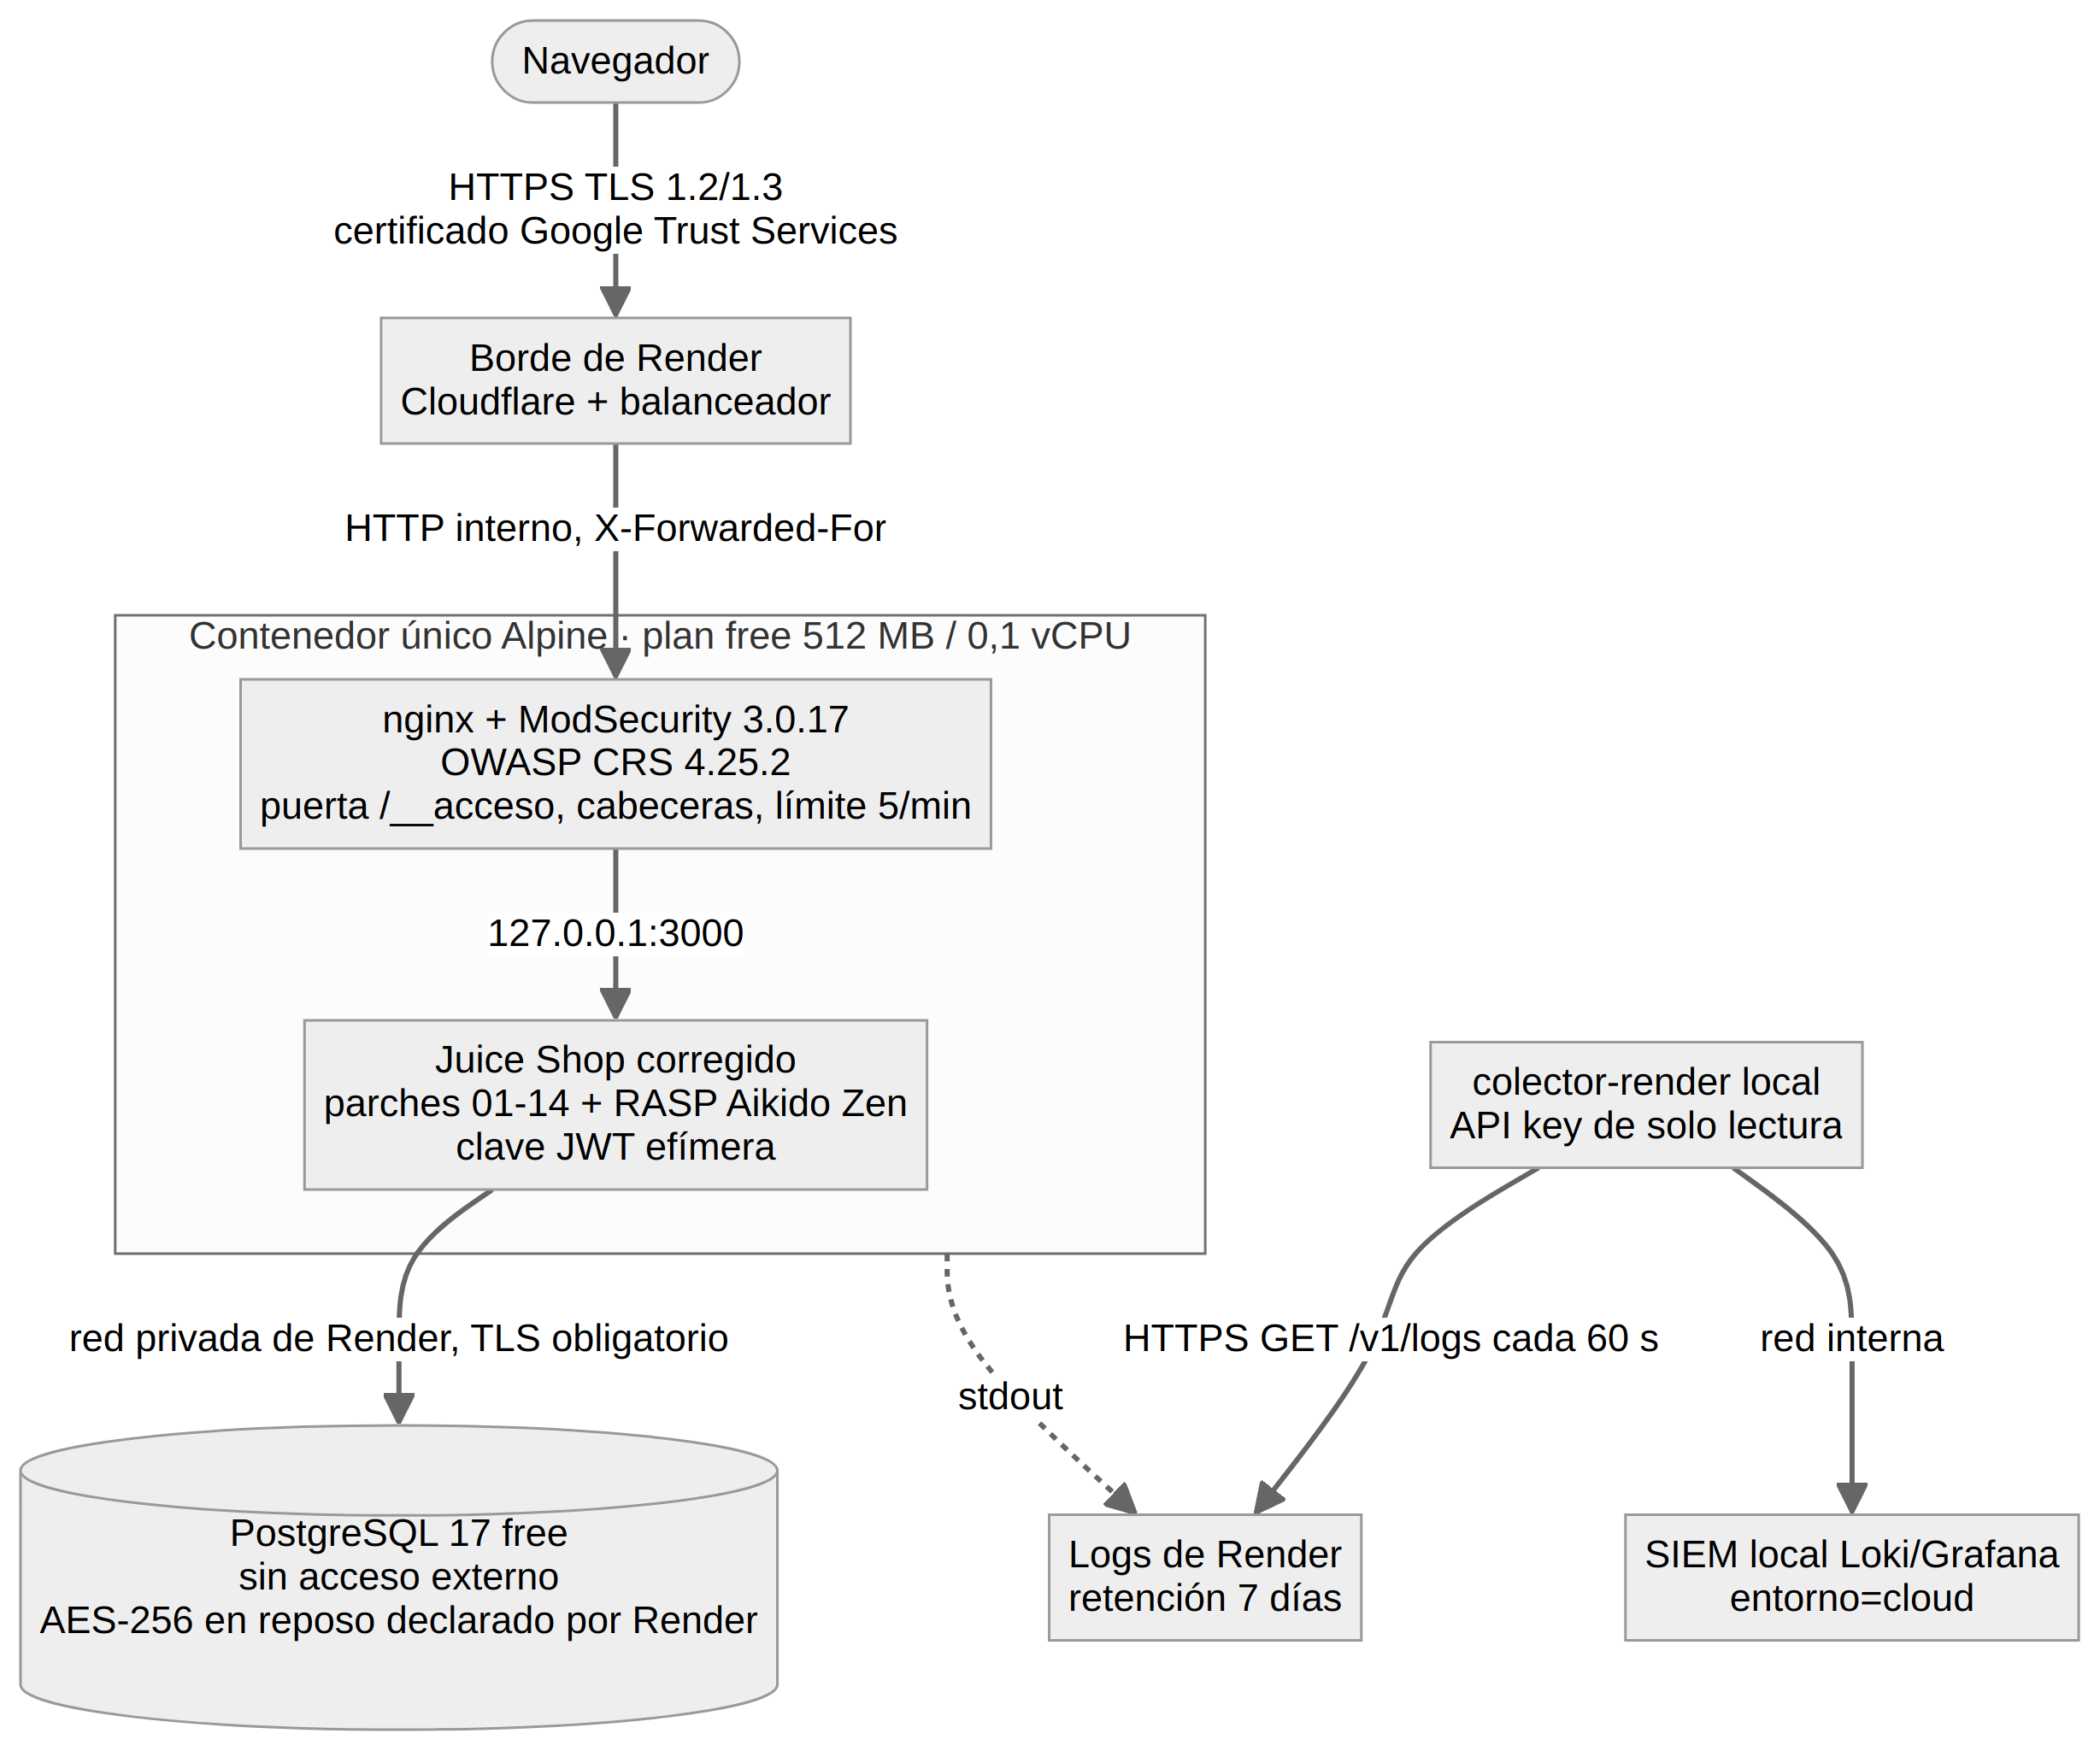 Navegador
HTTPS TLS 1.2/1.3
certificado Google Trust Services
Borde de Render
Cloudflare + balanceador
HTTP interno, X-Forwarded-For
Contenedor único Alpine · plan free 512 MB / 0,1 vCPU
nginx + ModSecurity 3.0.17
OWASP CRS 4.25.2
puerta /__acceso, cabeceras, límite 5/min
127.0.0.1:3000
Juice Shop corregido
parches 01-14 + RASP Aikido Zen
clave JWT efímera
colector-render local
API key de solo lectura
red privada de Render, TLS obligatorio
HTTPS GET /v1/logs cada 60 s
red interna
stdout
PostgreSQL 17 free
sin acceso externo
AES-256 en reposo declarado por Render
Logs de Render
retención 7 días
SIEM local Loki/Grafana
entorno=cloud